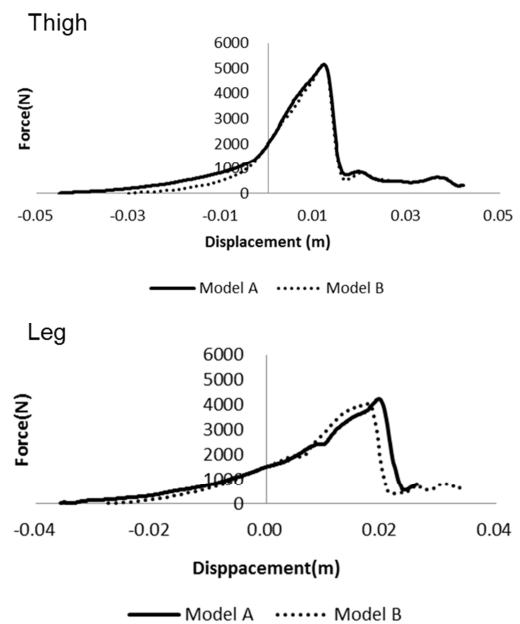 Thigh
6000
5000
4000
3000
2000
1000
0
Force(N)
-0.05 -0.03 -0.01 0.01 0.03 0.05
Displacement (m)
Model A Model B
Leg
6000
5000
4000
3000
2000
1000
0
Force(N)
-0.04 -0.02 0.00 0.02 0.04
Disppacement(m)
Model A Model B